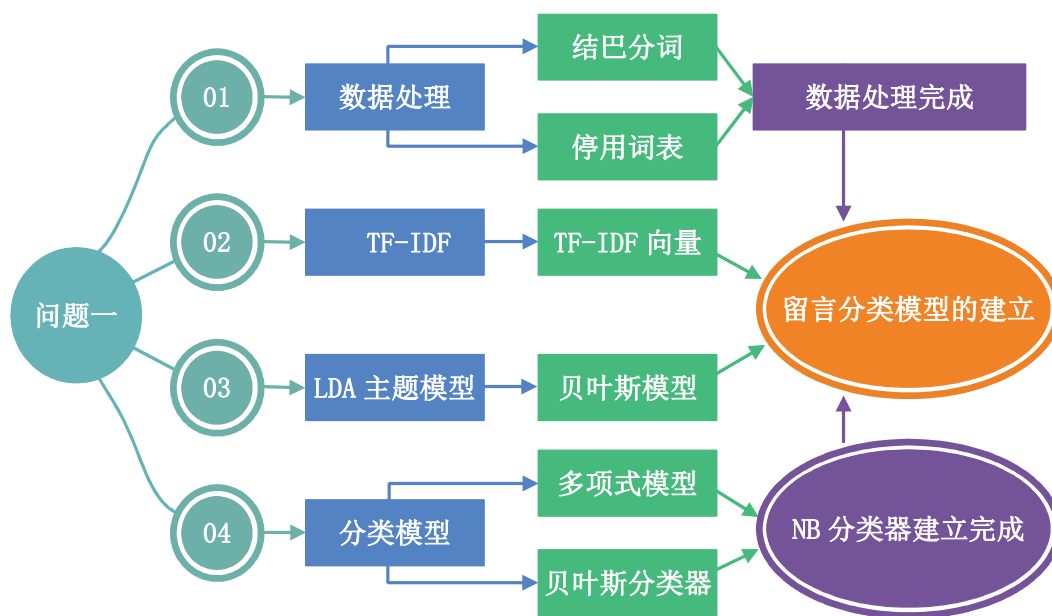 问题一
01
数据处理
结巴分词
停用词表
数据处理完成
02
TF-IDF
TF-IDF 向量
留言分类模型的建立
03
LDA 主题模型
贝叶斯模型
04
分类模型
多项式模型
贝叶斯分类器
NB 分类器建立完成